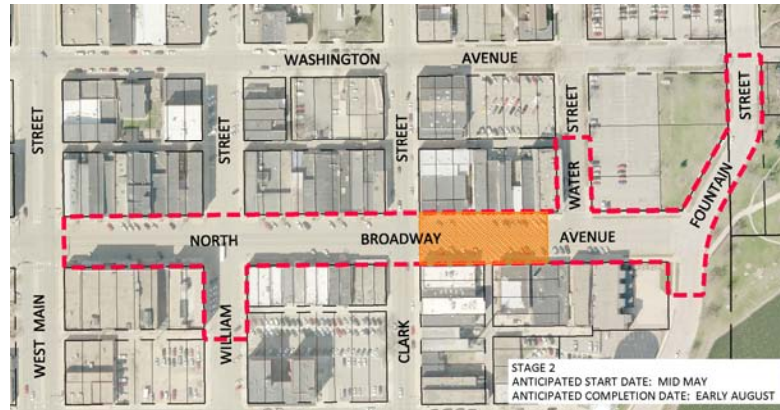 WASHINGTON AVENUE
STREET
STREET
STREET
STREET
STREET
WATER
FOUNTAIN
NORTH BROADWAY AVENUE
WEST MAIN
WILLIAM
CLARK
STAGE 2
ANTICIPATED START DATE: MID MAY
ANTICIPATED COMPLETION DATE: EARLY AUGUST